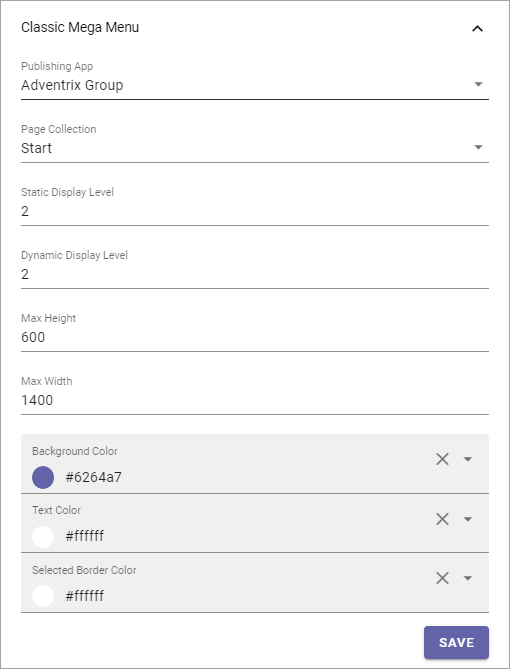 Classic Mega Menu
Publishing App
Adventrix Group
Page Collection
Start
Static Display Level
2
Dynamic Display Level
2
Max Height
600
Max Width
1400
Background Color
#6264a7
Text Color
#ffffff
Selected Border Color
#ffffff
SAVE